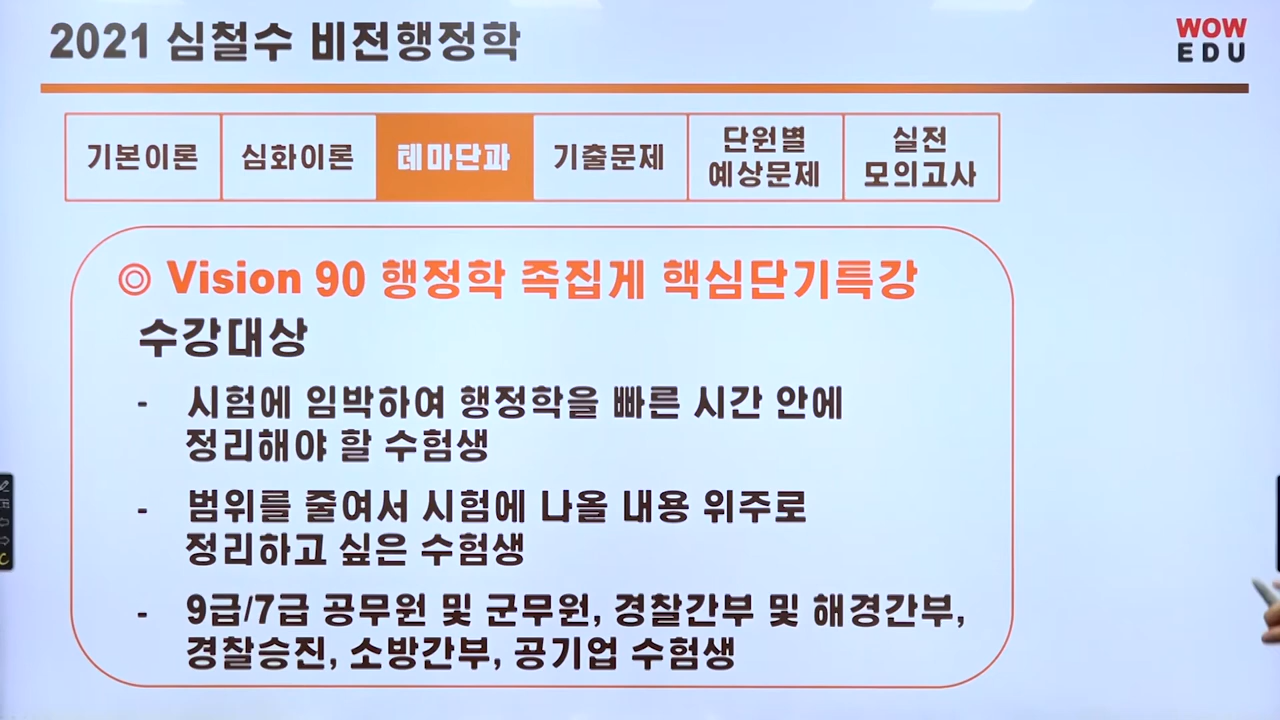 2021 심철수 비전행정학
WOW
EDU
기본이론
심화이론
테마단과
기출문제
단원별
예상문제
실전
모의고사
◎ Vision 90 행정학 족집게 핵심단기특강
수강대상
- 시험에 임박하여 행정학을 빠른 시간 안에
정리해야 할 수험생
- 범위를 줄여서 시험에 나올 내용 위주로
정리하고 싶은 수험생
- 9급/7급 공무원 및 군무원, 경찰간부 및 해경간부,
경찰승진, 소방간부, 공기업 수험생